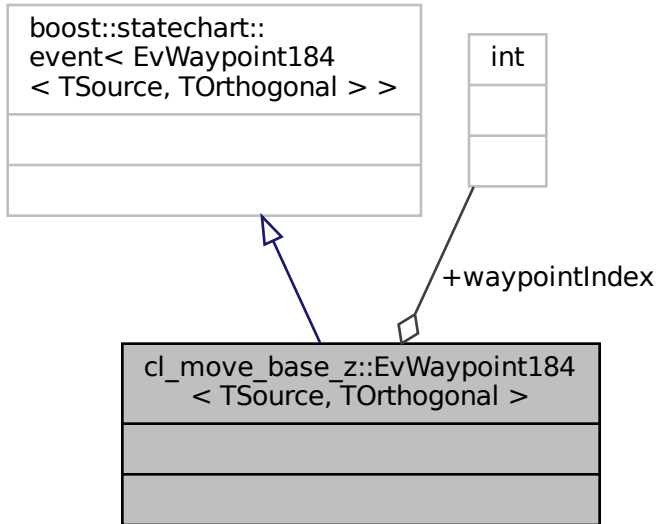 boost::statechart::
event< EvWaypoint184
< TSource, TOrthogonal > >
int
+waypointIndex
cl_move_base_z::EvWaypoint184
< TSource, TOrthogonal >